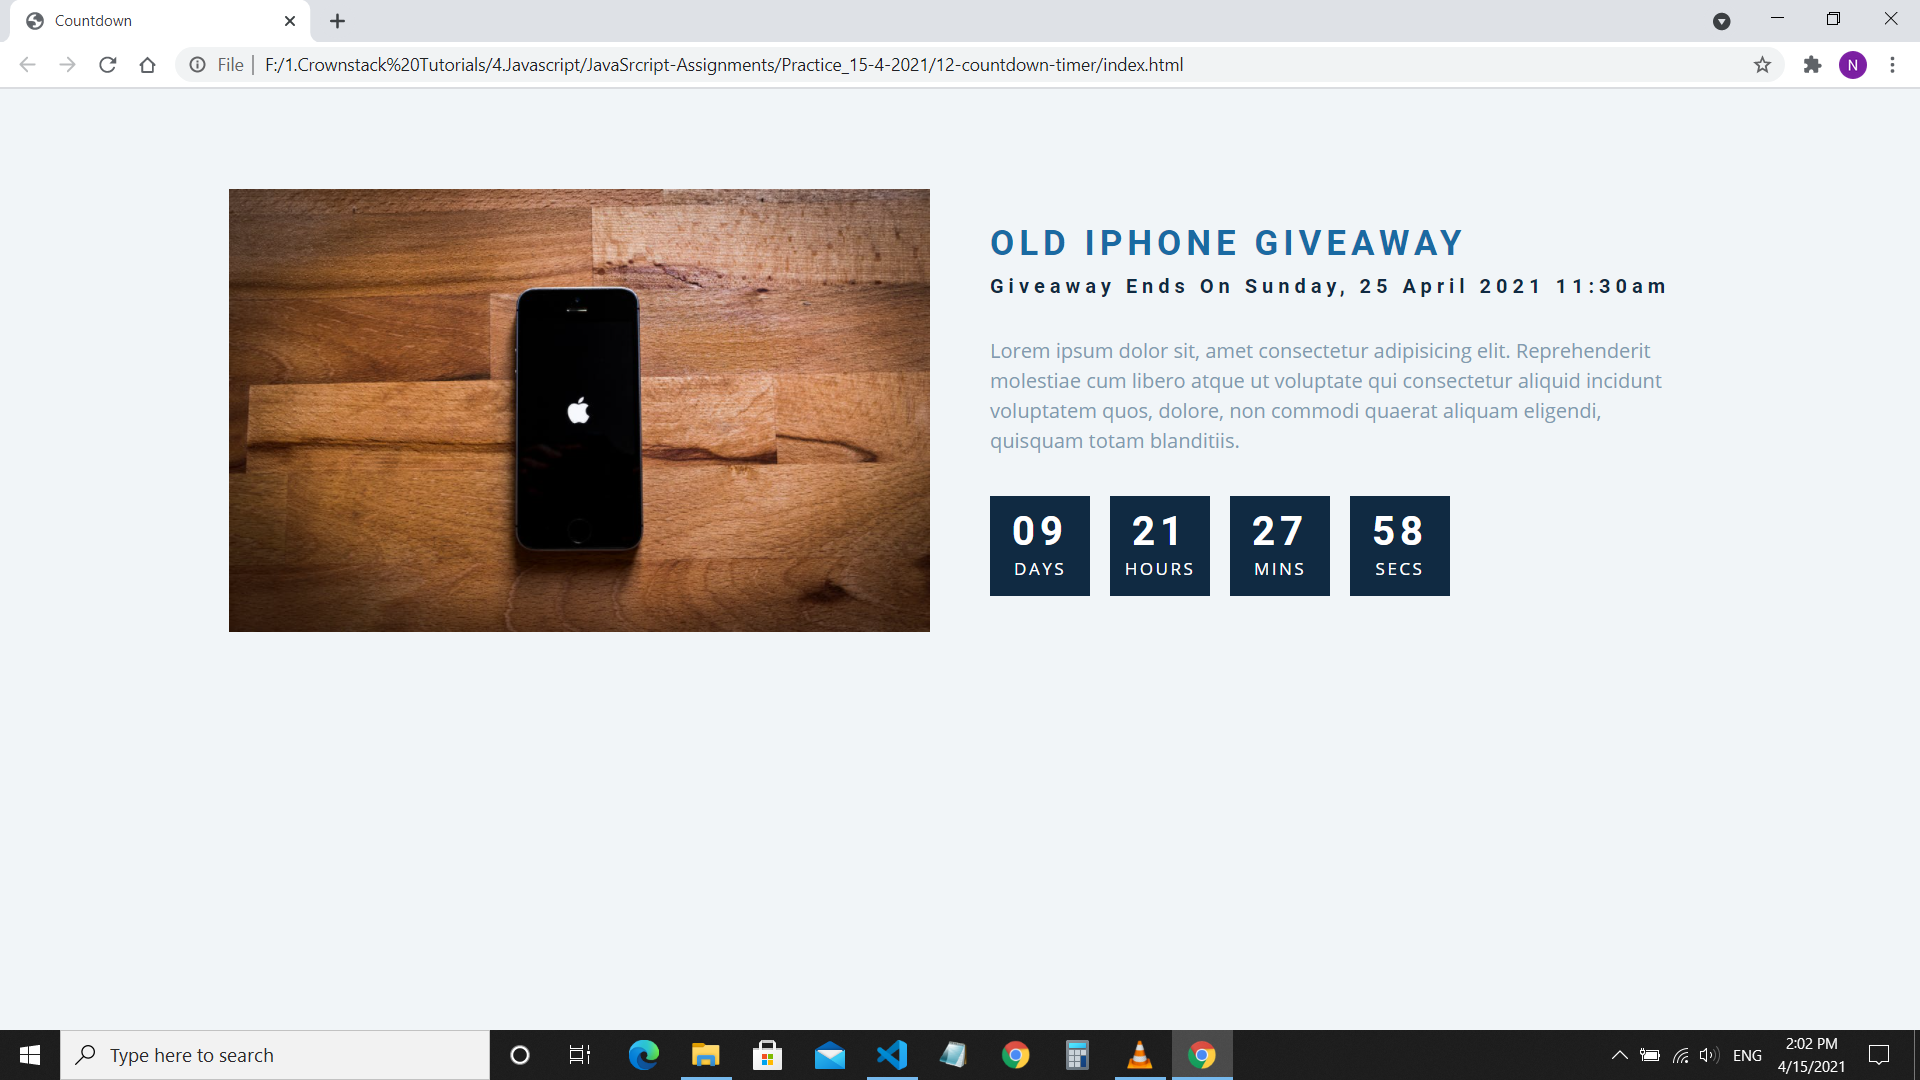 Countdown
File | F:/1.Crownstack%20Tutorials/4.Javascript/JavaSrcript-Assignments/Practice_15-4-2021/12-countdown-timer/index.html
N
OLD IPHONE GIVEAWAY
Giveaway Ends On Sunday, 25 April 2021 11:30am
Lorem ipsum dolor sit, amet consectetur adipisicing elit. Reprehenderit
molestiae cum libero atque ut voluptate qui consectetur aliquid incidunt
voluptatem quos, dolore, non commodi quaerat aliquam eligendi,
quisquam totam blanditiis.
09 21 27 58
DAYS HOURS MINS SECS
Type here to search
ENG
2:02 PM
4/15/2021